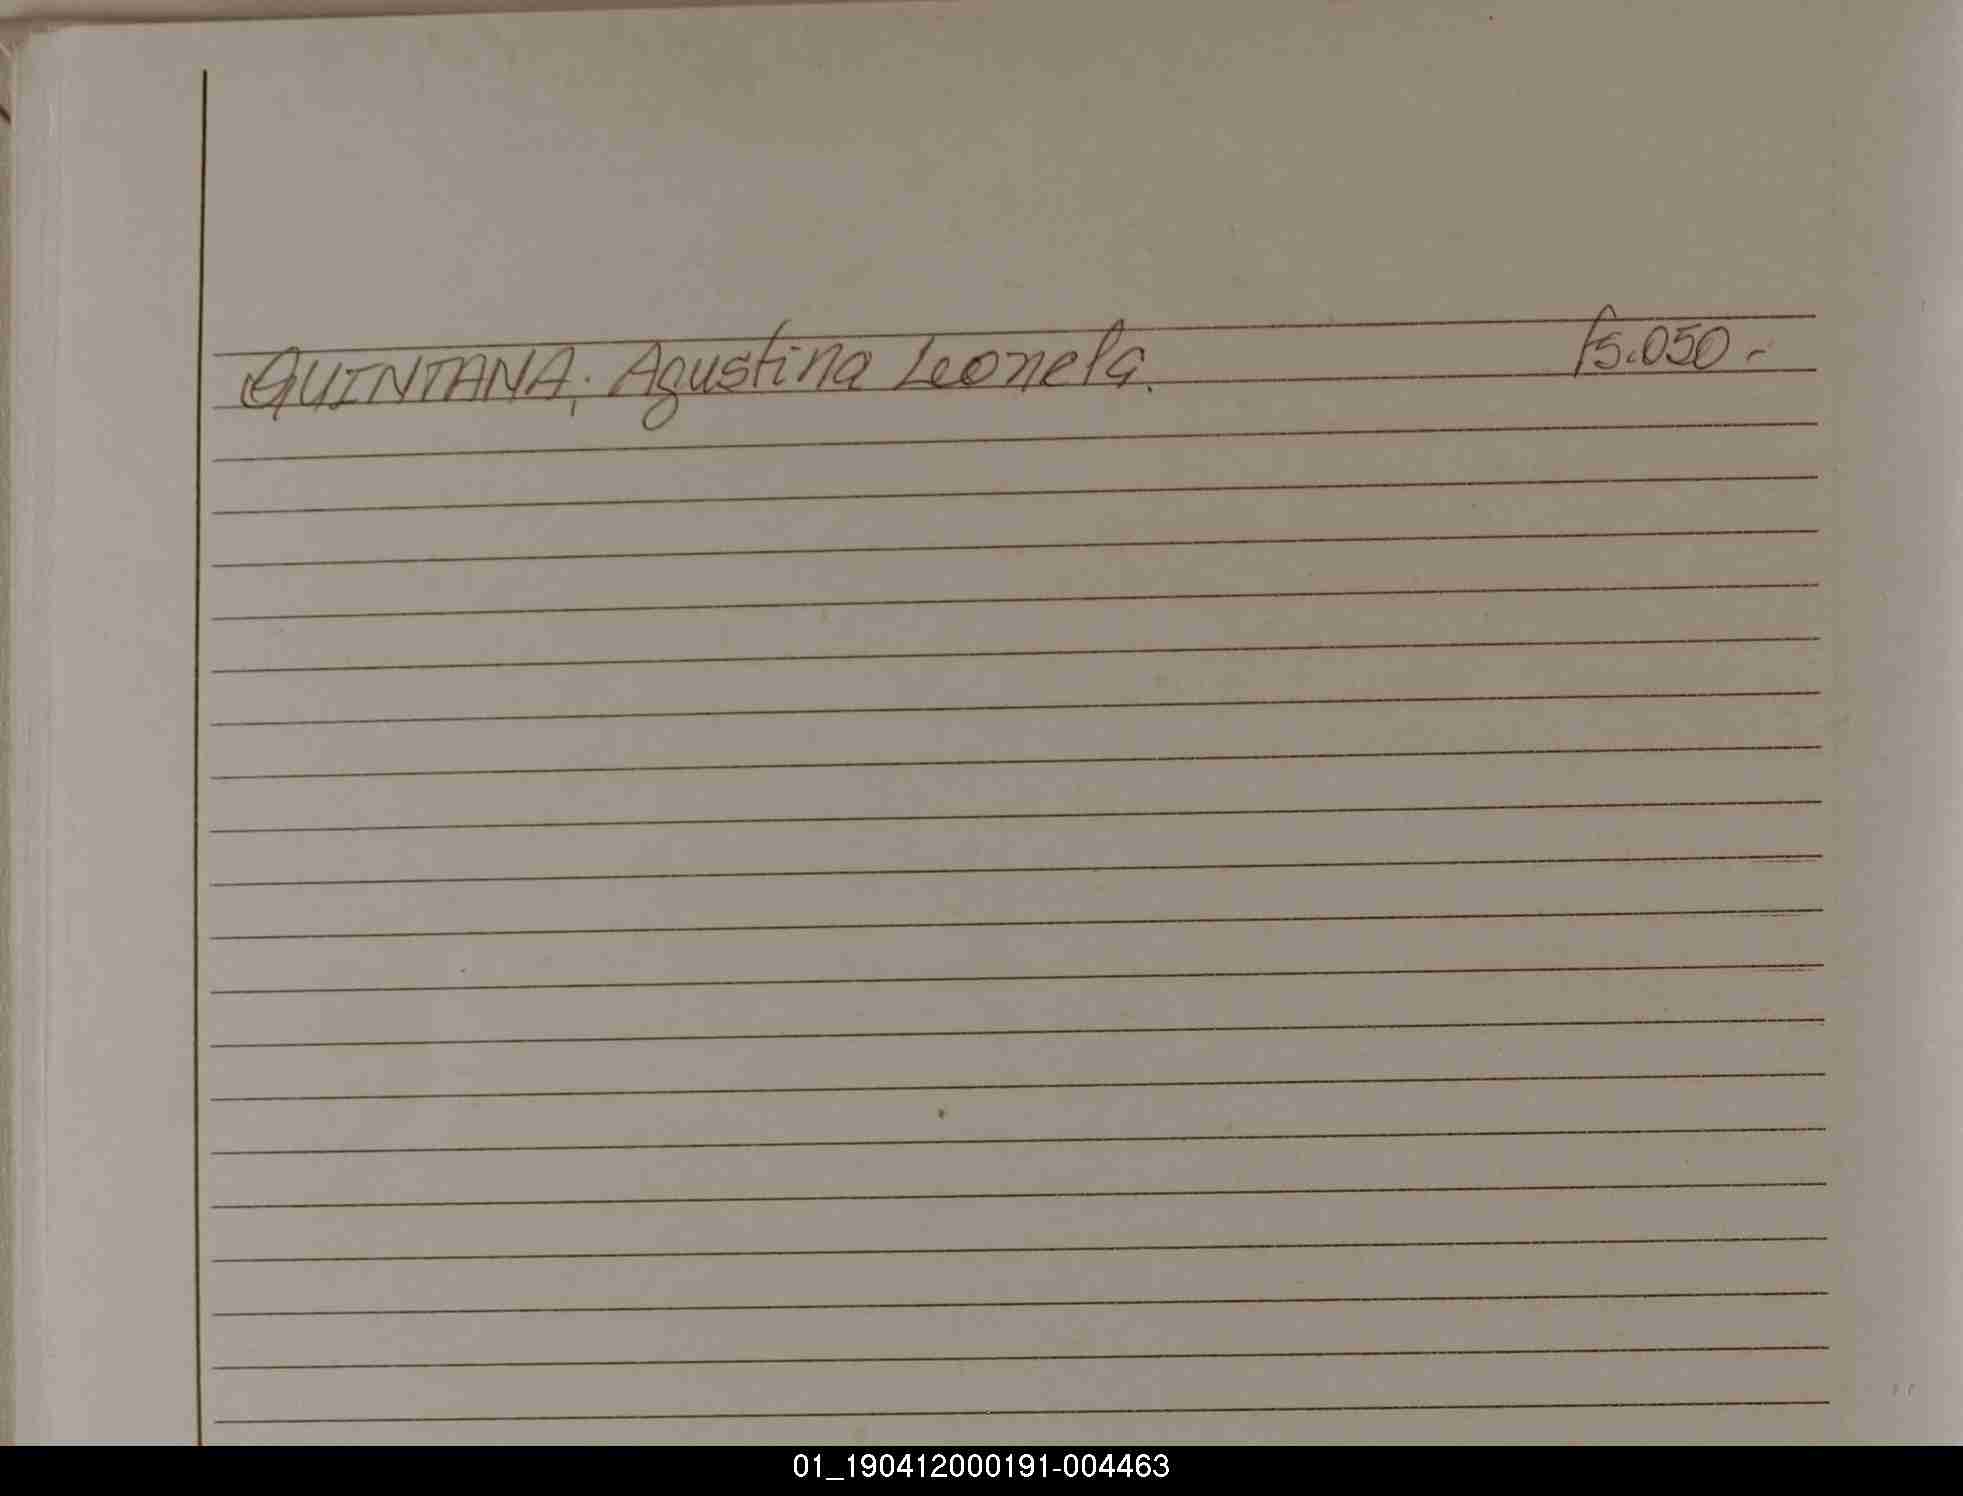 QUINTANA; Agustina Leonela. f5.050.-
01_190412000191-004463